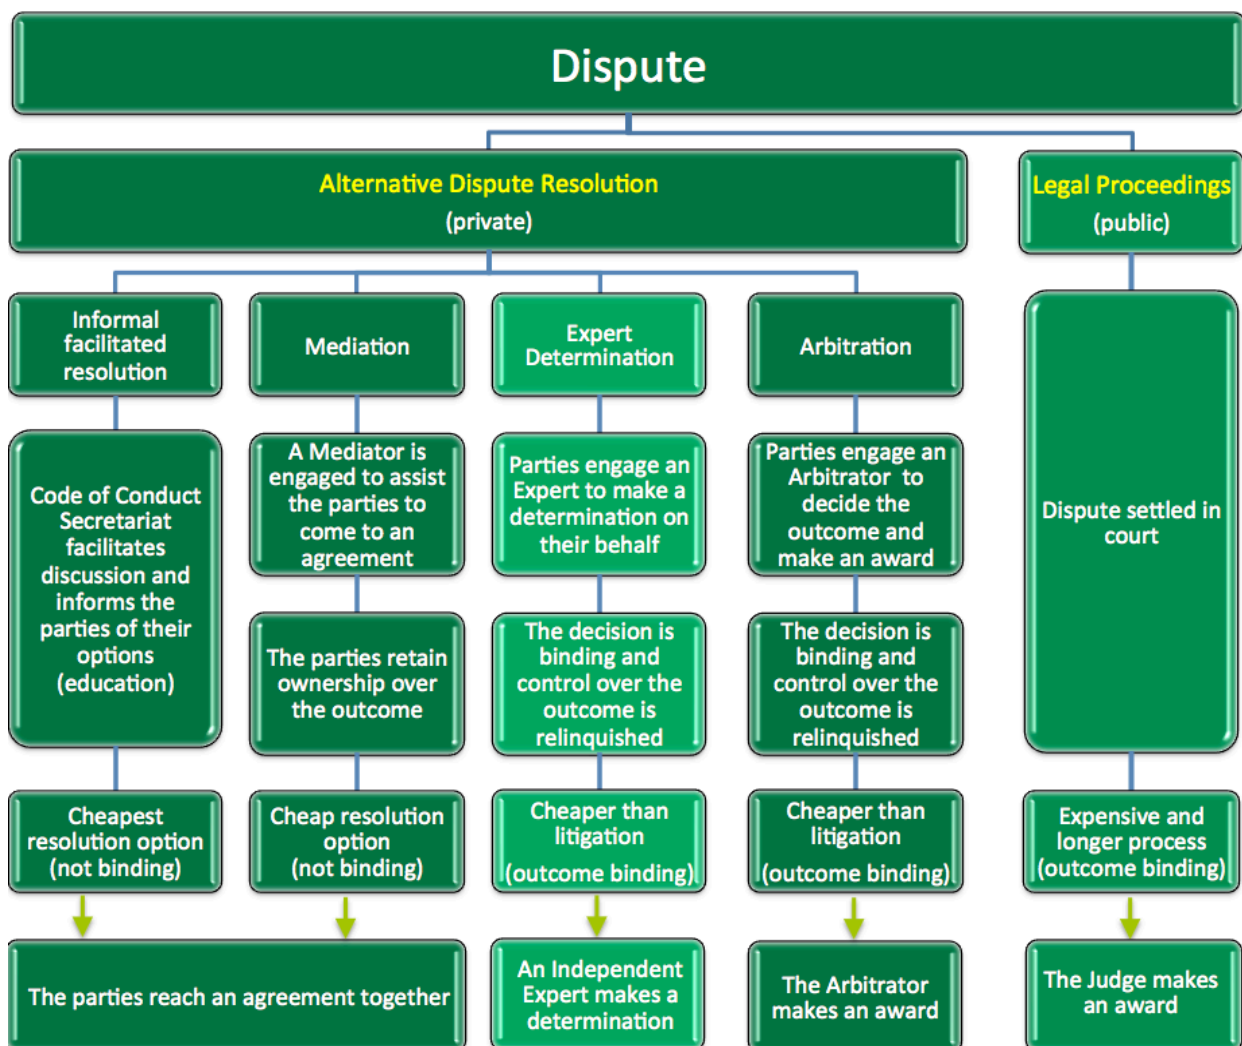 Dispute
Alternative Dispute Resolution
(private)
Legal Proceedings
(public)
Informal
facilitated
resolution
Mediation
Expert
Determination
Arbitration
Code of Conduct
Secretariat
facilitates
discussion and
informs the
parties of their
options
(education)
A Mediator is
engaged to assist
the parties to
come to an
agreement
Parties engage an
Expert to make a
determination on
their behalf
Parties engage an
Arbitrator to
decide the
outcome and
make an award
Dispute settled in
court
The parties retain
ownership over
the outcome
The decision is
binding and
control over the
outcome is
relinquished
The decision is
binding and
control over the
outcome is
relinquished
Cheapest
resolution option
(not binding)
Cheap resolution
option
(not binding)
Cheaper than
litigation
(outcome binding)
Cheaper than
litigation
(outcome binding)
Expensive and
longer process
(outcome binding)
The parties reach an agreement together
An Independent
Expert makes a
determination
The Arbitrator
makes an award
The Judge makes
an award